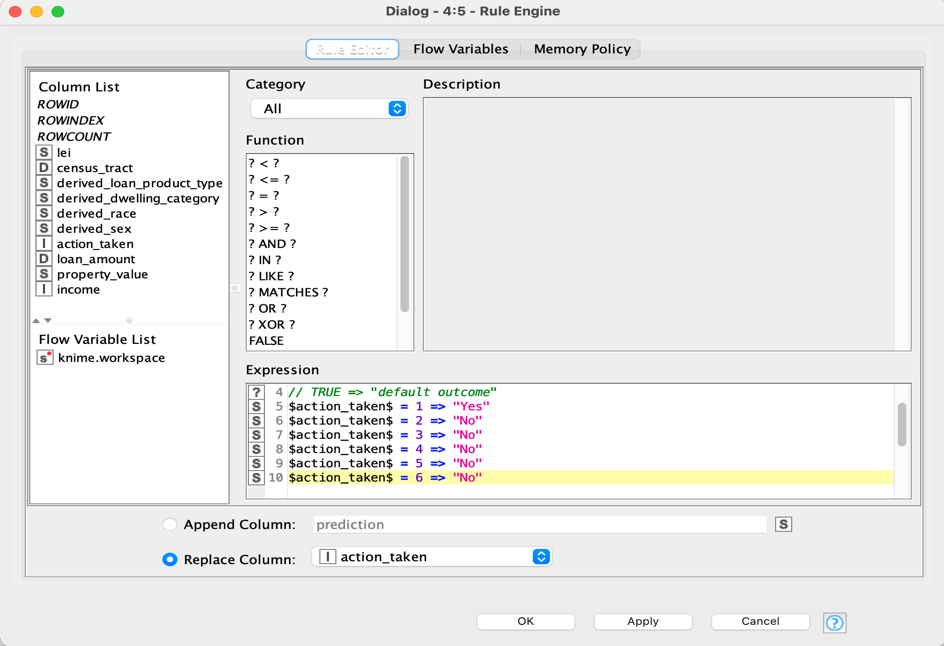 Dialog - 4:5 - Rule Engine
Rule Editor
Flow Variables
Memory Policy
Column List
ROWID
ROWINDEX
ROWCOUNT
S lei
D census_tract
S derived_loan_product_type
S derived_dwelling_category
S derived_race
S derived_sex
I action_taken
D loan_amount
S property_value
I income
Flow Variable List
s knime.workspace
Category
All
Function
? < ?
? <= ?
? = ?
? > ?
? >= ?
? AND ?
? IN ?
? LIKE ?
? MATCHES ?
? OR ?
? XOR ?
FALSE
Description
Expression
? 4 // TRUE => "default outcome"
S 5 $action_taken$ = 1 => "Yes"
S 6 $action_taken$ = 2 => "No"
S 7 $action_taken$ = 3 => "No"
S 8 $action_taken$ = 4 => "No"
S 9 $action_taken$ = 5 => "No"
S 10 $action_taken$ = 6 => "No"
Append Column: prediction S
Replace Column: I action_taken
OK
Apply
Cancel
?